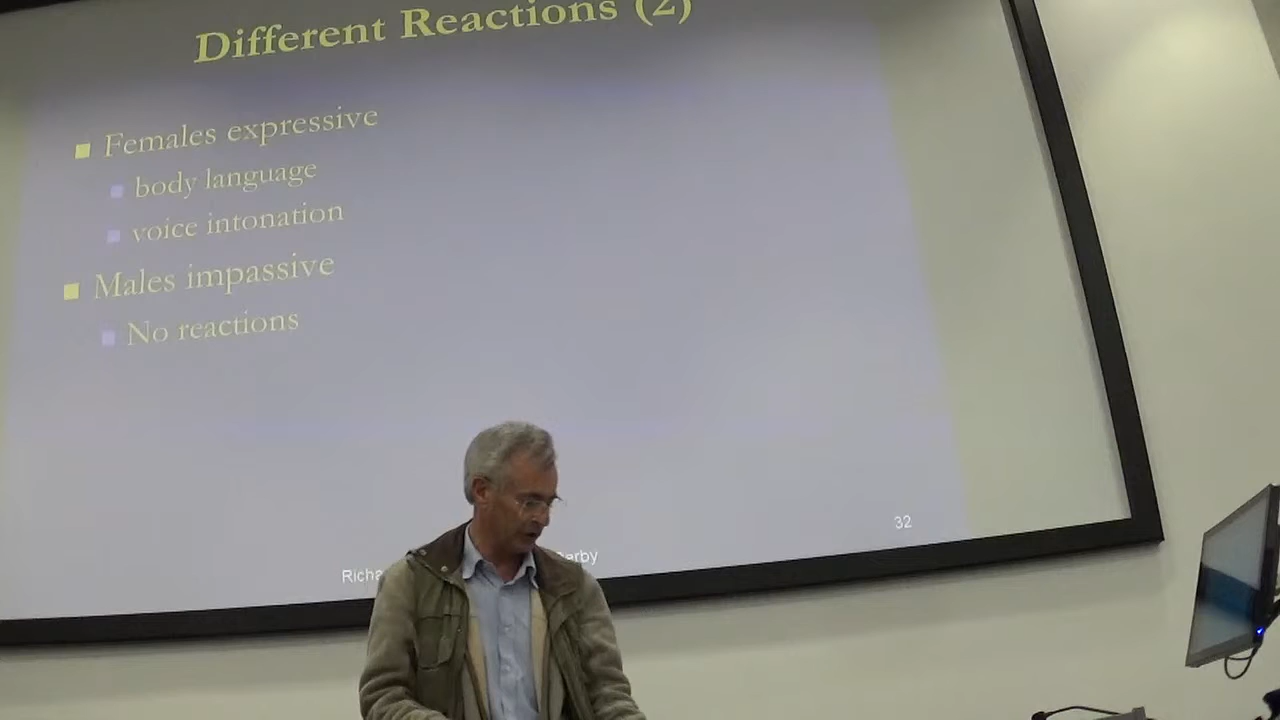 Different Reactions (2)
Females expressive
body language
voice intonation
Males impassive
No reactions
32